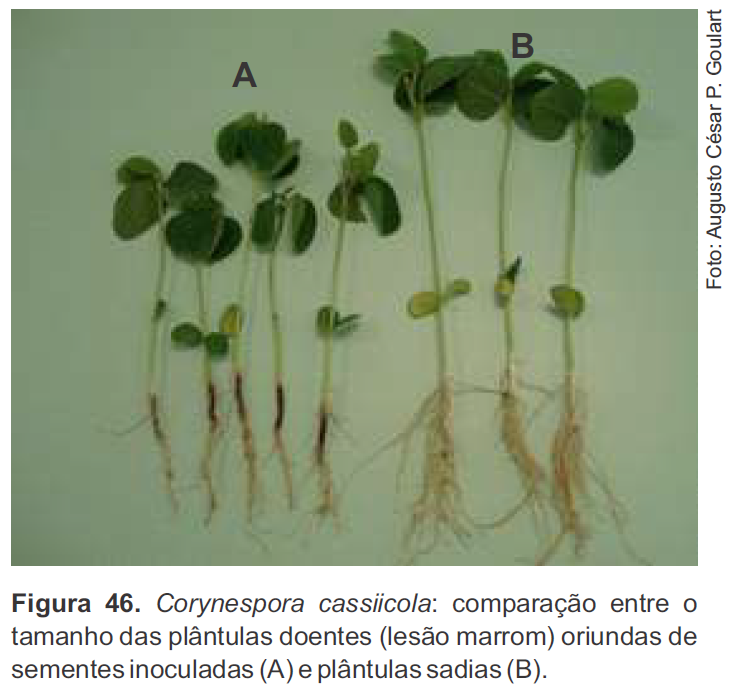 A
B
Foto: Augusto César P. Goulart
Figura 46. Corynespora cassiicola: comparação entre o
tamanho das plântulas doentes (lesão marrom) oriundas de
sementes inoculadas (A) e plântulas sadias (B).